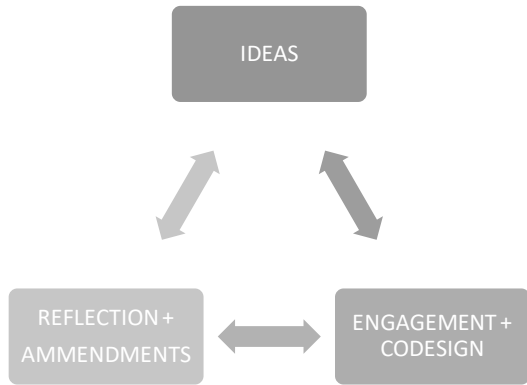 IDEAS
REFLECTION +
AMMENDMENTS
ENGAGEMENT +
CODESIGN